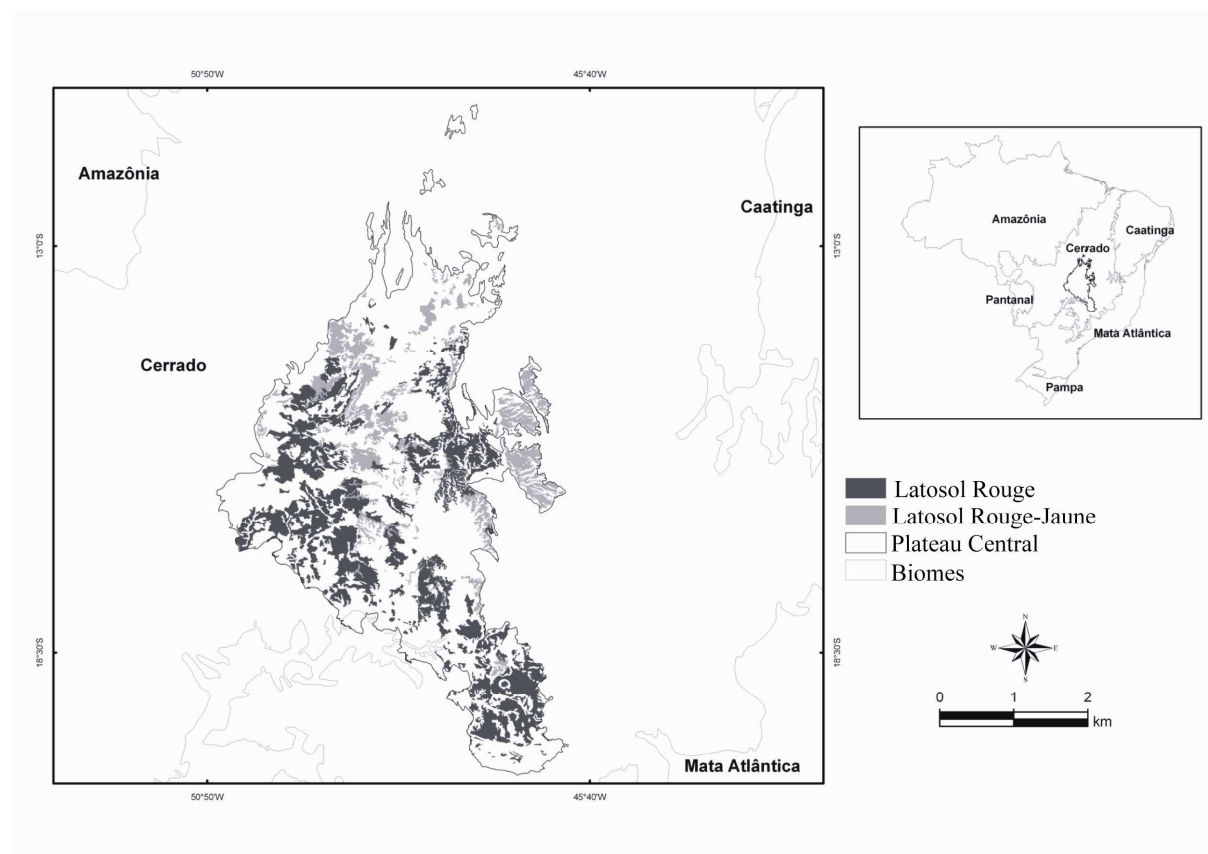 50°50'W
45°40'W
Amazônia
Caatinga
13°0'S
13°0'S
Cerrado
18°30'S
18°30'S
Mata Atlântica
50°50'W
45°40'W
Amazônia
Caatinga
Cerrado
Pantanal
Mata Atlântica
Pampa
Latosol Rouge
Latosol Rouge-Jaune
Plateau Central
Biomes
N
W E
S
0 1 2
km